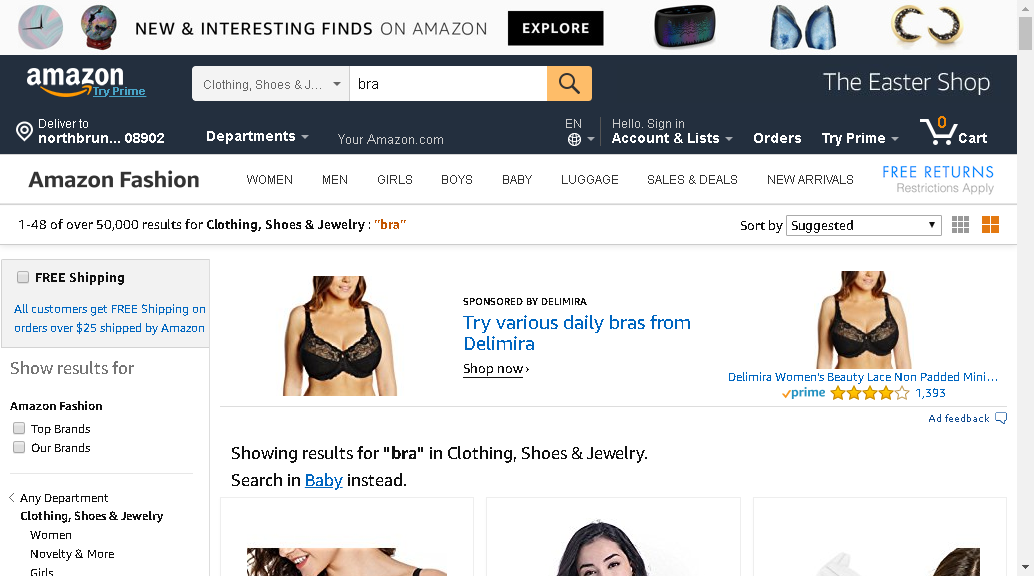 NEW & INTERESTING FINDS ON AMAZON
EXPLORE
amazon
Try Prime
Clothing, Shoes & J...
bra
The Easter Shop
Deliver to
northbrun... 08902
Departments
Your Amazon.com
EN
Hello. Sign in
Account & Lists
Orders
Try Prime
0
Cart
Amazon Fashion
WOMEN
MEN
GIRLS
BOYS
BABY
LUGGAGE
SALES & DEALS
NEW ARRIVALS
FREE RETURNS
Restrictions Apply
1-48 of over 50,000 results for Clothing, Shoes & Jewelry : "bra"
Sort by
Suggested
FREE Shipping
All customers get FREE Shipping on
orders over $25 shipped by Amazon
Show results for
Amazon Fashion
Top Brands
Our Brands
Any Department
Clothing, Shoes & Jewelry
Women
Novelty & More
Girls
SPONSORED BY DELIMIRA
Try various daily bras from
Delimira
Shop now ›
Delimira Women's Beauty Lace Non Padded Mini...
prime
1,393
Ad feedback
Showing results for "bra" in Clothing, Shoes & Jewelry.
Search in Baby instead.